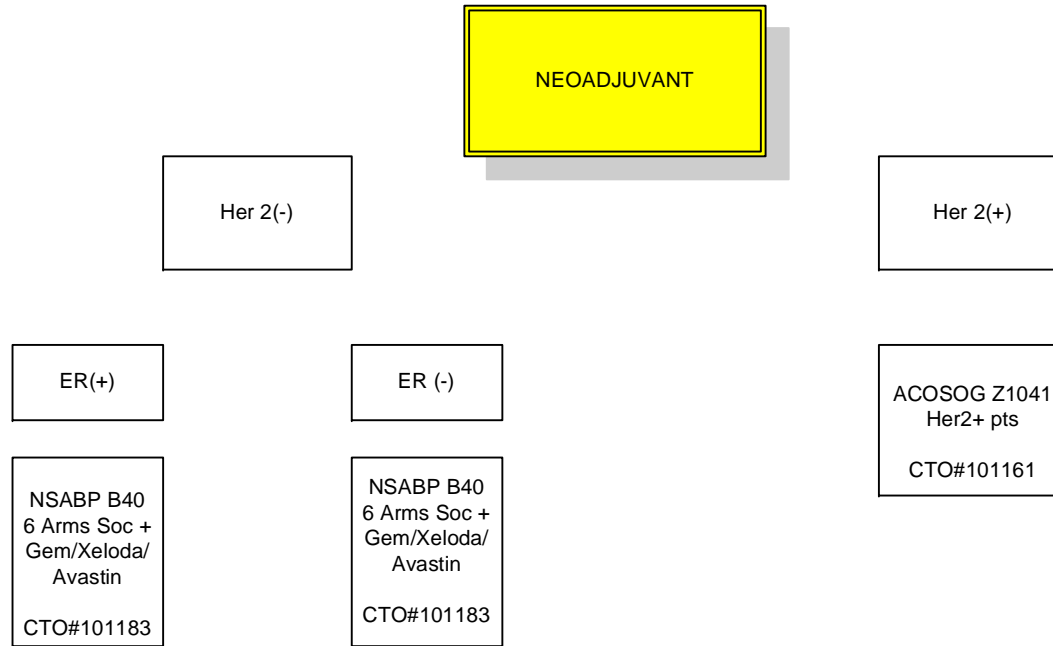 NEOADJUVANT
Her 2(-)
Her 2(+)
ER(+)
ER (-)
NSABP B40
6 Arms Soc +
Gem/Xeloda/
Avastin
CTO#101183
NSABP B40
6 Arms Soc +
Gem/Xeloda/
Avastin
CTO#101183
ACOSOG Z1041
Her2+ pts
CTO#101161